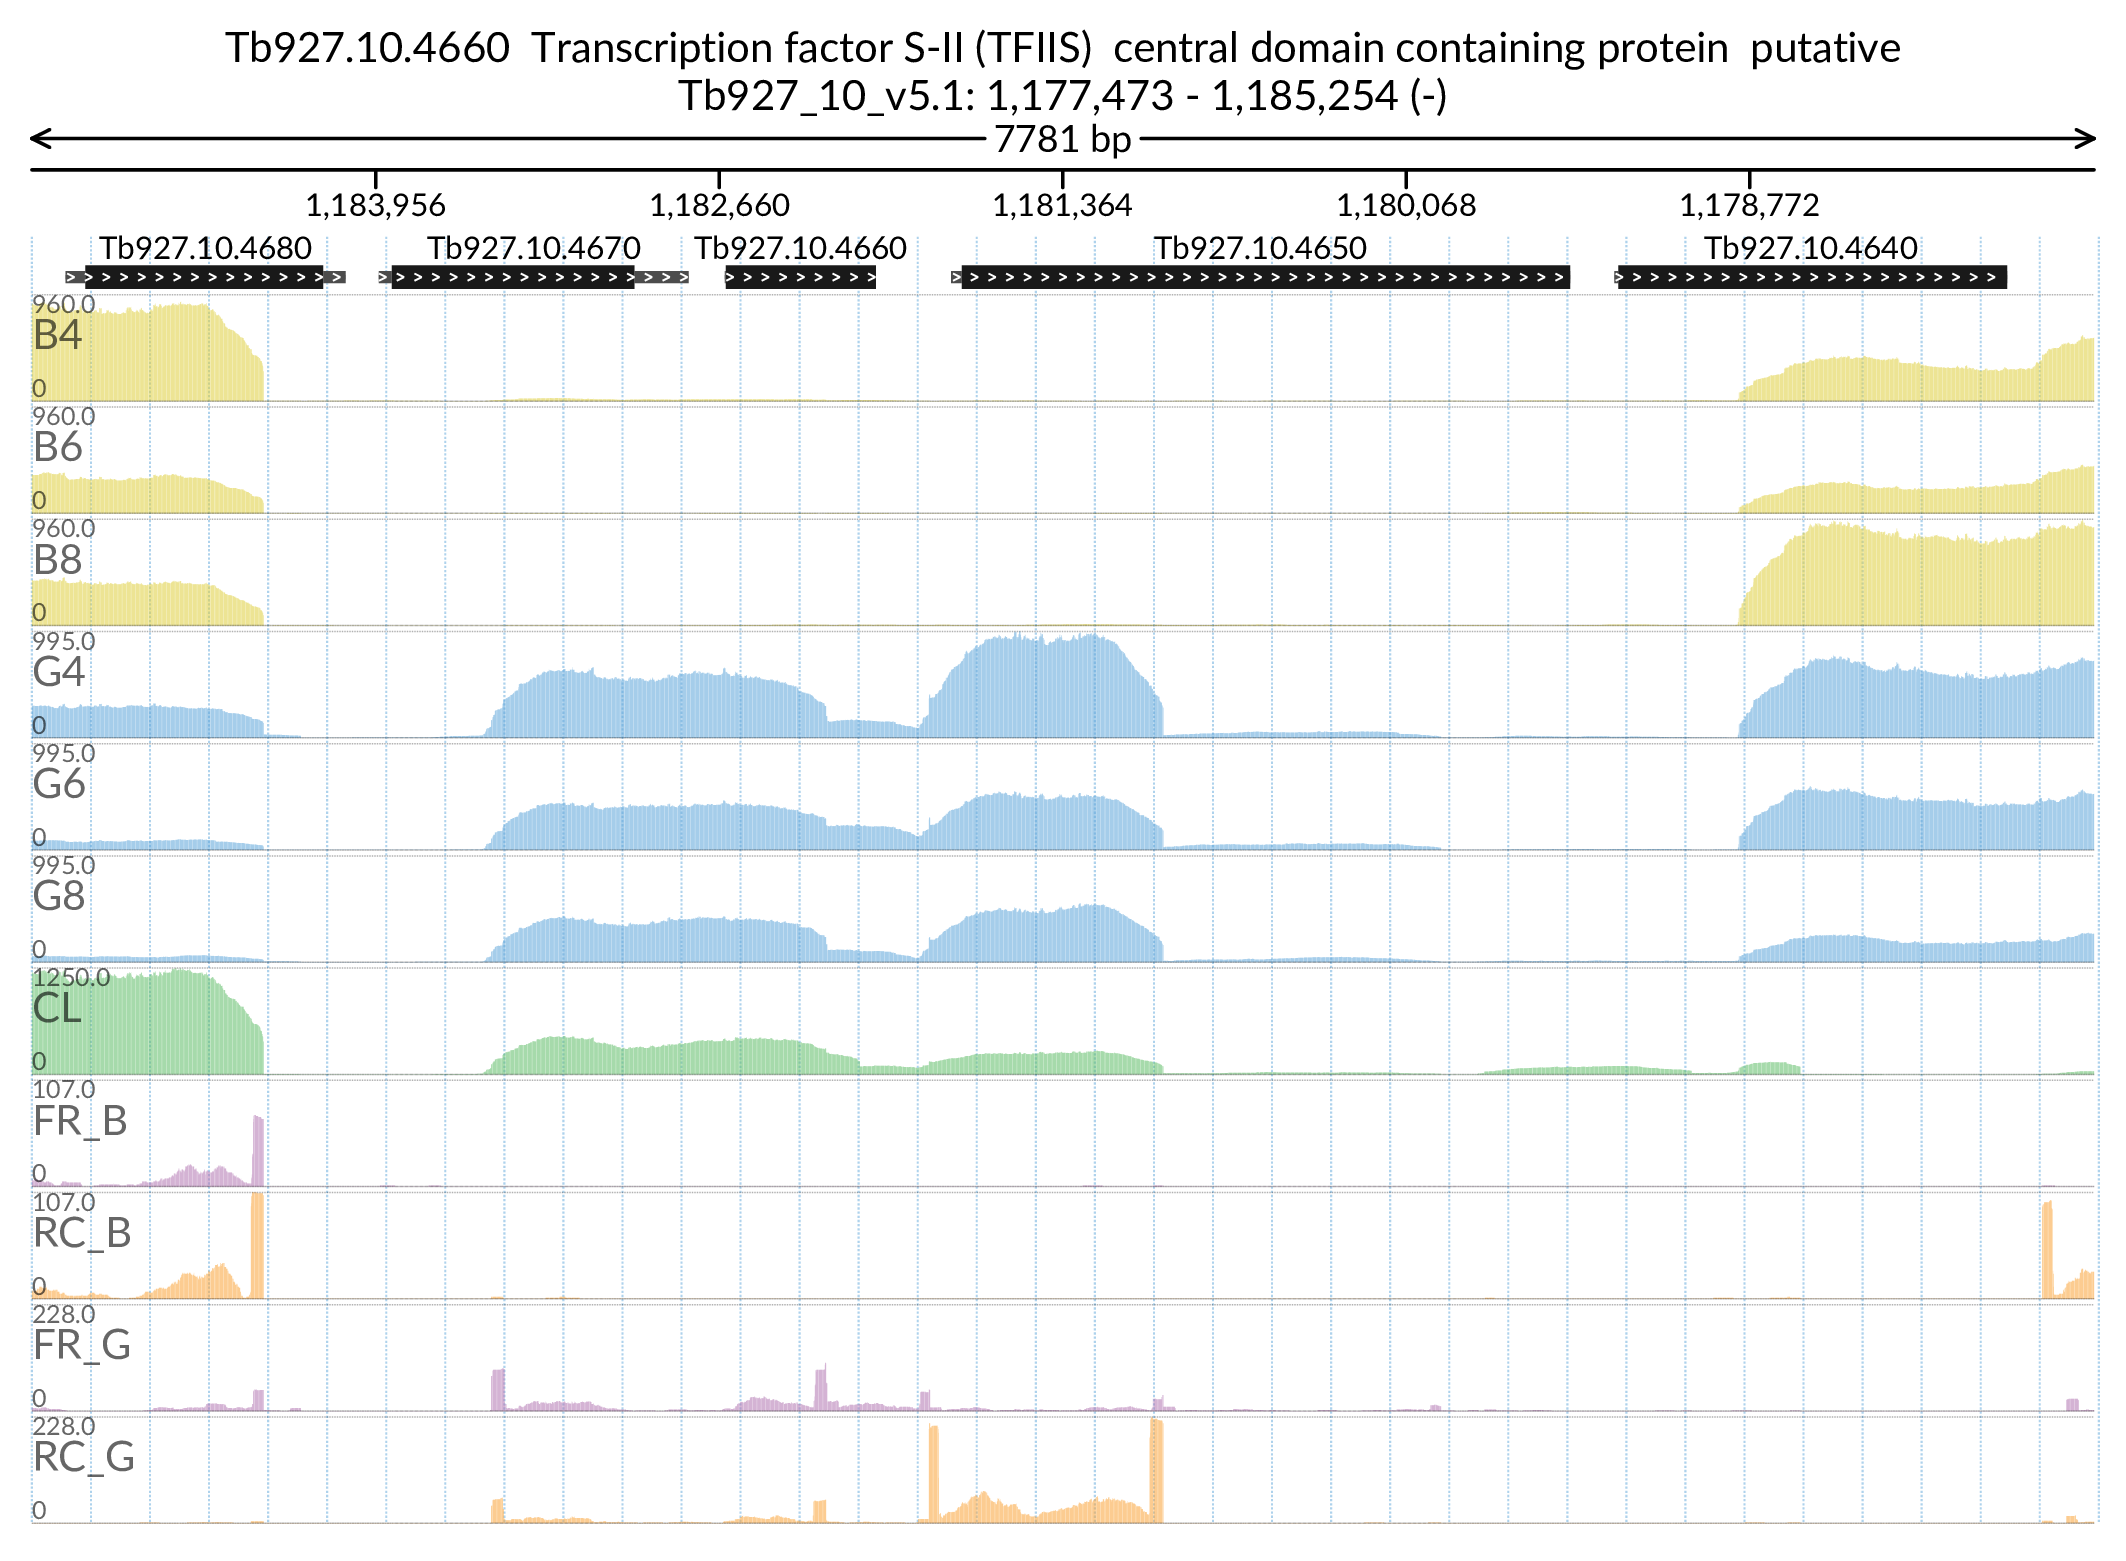 Tb927.10.4660  Transcription factor S-II (TFIIS)  central domain containing protein  putative
Tb927_10_v5.1: 1,177,473 - 1,185,254 (-)
7781 bp
1,183,956 1,182,660 1,181,364 1,180,068 1,178,772
Tb927.10.4680 Tb927.10.4670 Tb927.10.4660 Tb927.10.4650 Tb927.10.4640
960.0
B4
0
960.0
B6
0
960.0
B8
0
995.0
G4
0
995.0
G6
0
995.0
G8
0
1250.0
CL
0
107.0
FR_B
0
107.0
RC_B
0
228.0
FR_G
0
228.0
RC_G
0